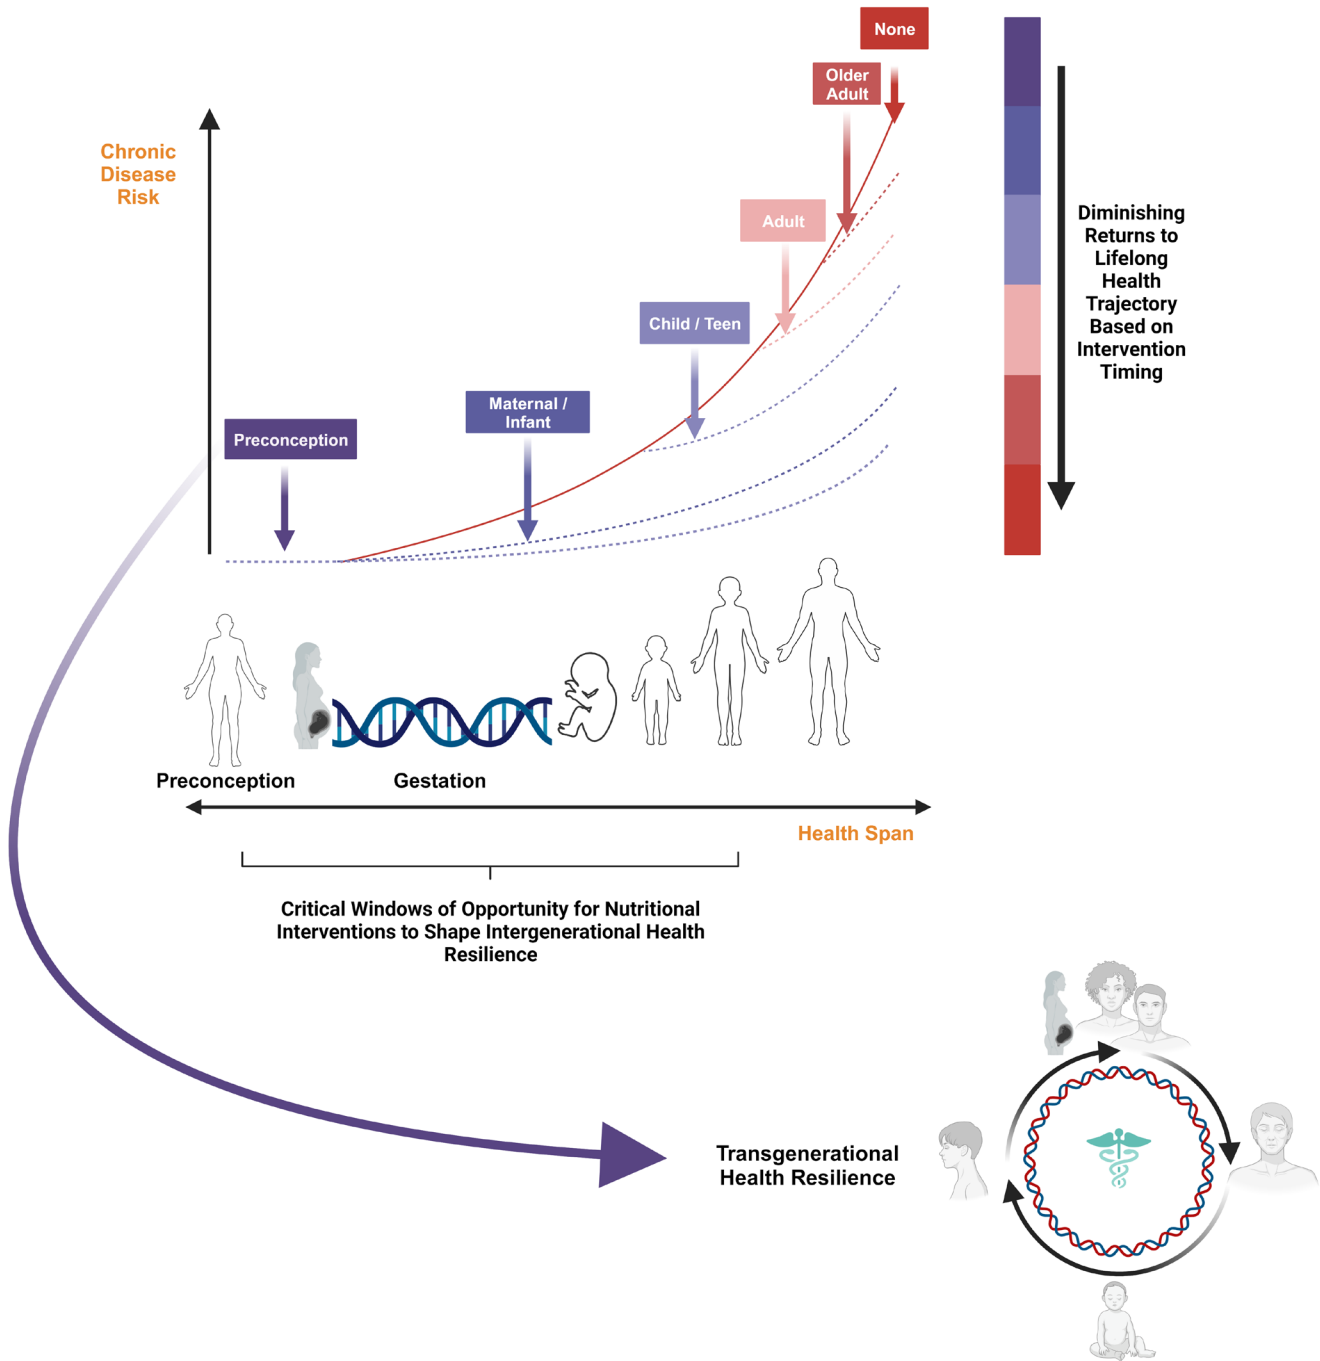 None
Older
Adult
Chronic
Disease
Risk
Adult
Diminishing
Returns to
Lifelong
Health
Trajectory
Based on
Intervention
Timing
Child / Teen
Maternal /
Infant
Preconception
Preconception
Gestation
Health Span
Critical Windows of Opportunity for Nutritional
Interventions to Shape Intergenerational Health
Resilience
Transgenerational
Health Resilience